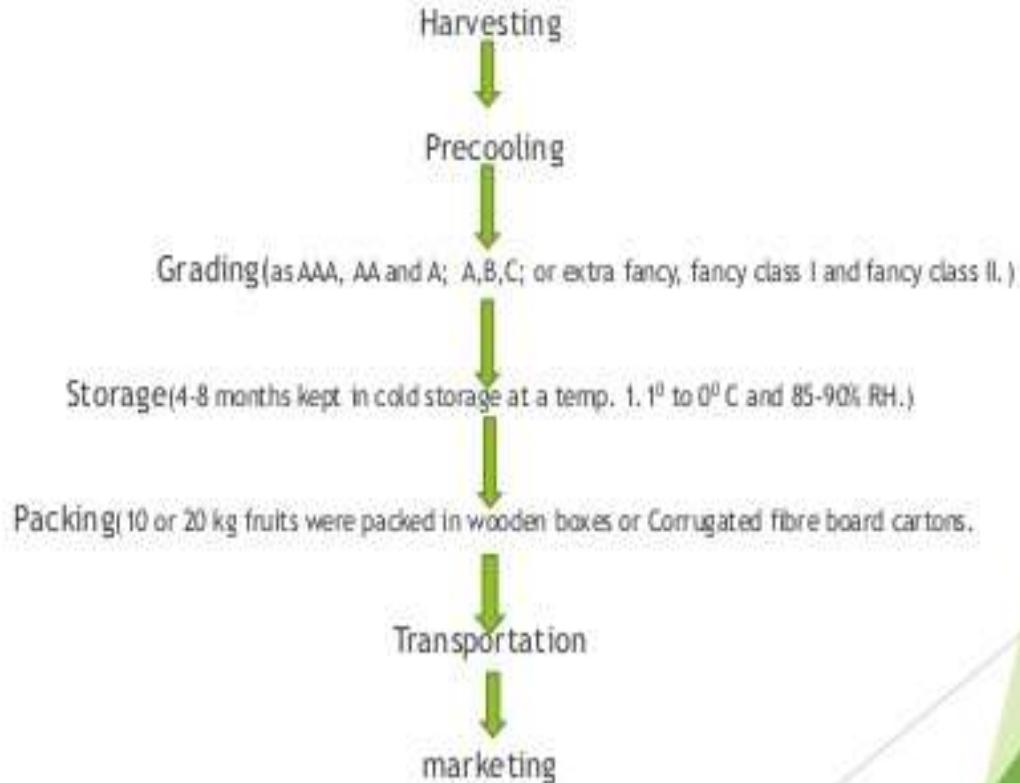 Harvesting
Precooling
Grading(as AAA, AA and A; A,B,C; or extra fancy, fancy class I and fancy class II.)
Storage(4-8 months kept in cold storage at a temp. 1.1⁰ to 0⁰ C and 85-90% RH.)
Packing(10 or 20 kg fruits were packed in wooden boxes or Corrugated fibre board cartons.
Transportation
marketing